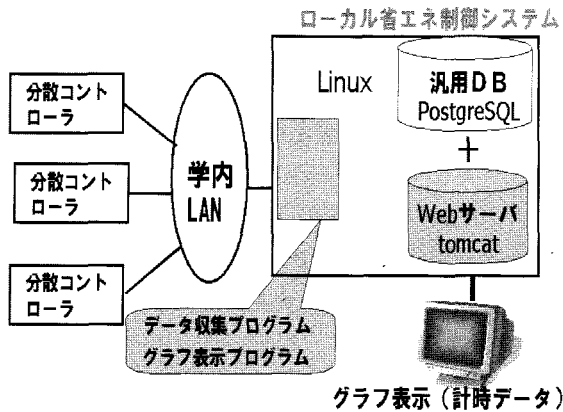 ローカル省エネ制御システム
分散コント
ローラ
分散コント
ローラ
分散コント
ローラ
学内
LAN
Linux
汎用DB
PostgreSQL
+
Webサーバ
tomcat
データ収集プログラム
グラフ表示プログラム
グラフ表示(計時データ)